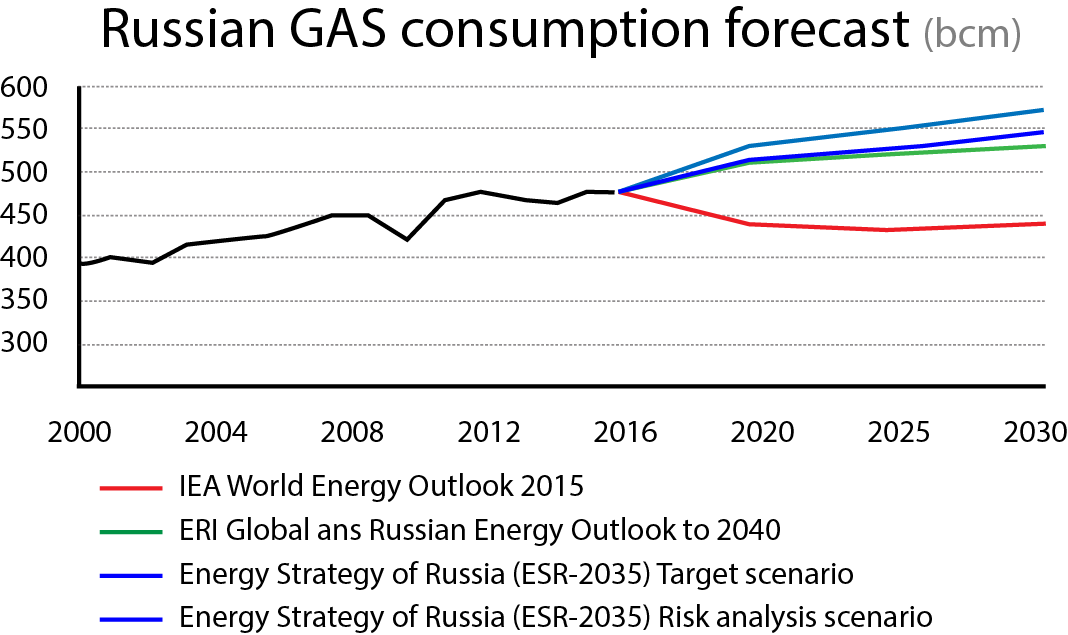 Russian GAS consumption forecast (bcm)
600
550
500
450
400
350
300
2000 2004 2008 2012 2016 2020 2025 2030
IEA World Energy Outlook 2015
ERI Global ans Russian Energy Outlook to 2040
Energy Strategy of Russia (ESR-2035) Target scenario
Energy Strategy of Russia (ESR-2035) Risk analysis scenario